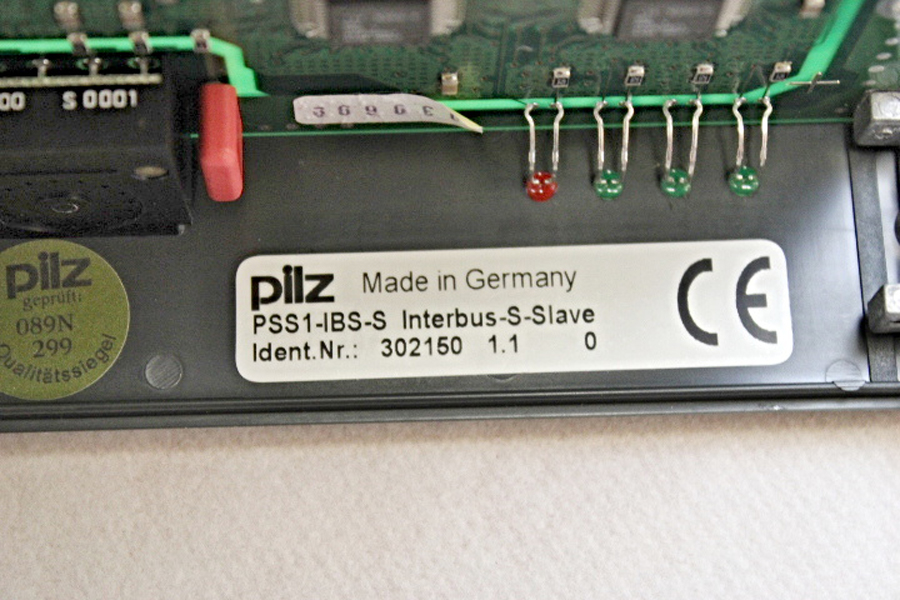 00 S 0001
pilz Made in Germany
PSS1-IBS-S Interbus-S-Slave
Ident.Nr.: 302150 1.1 0
CE
pilz
geprüft:
089N
299
Qualitätssiegel